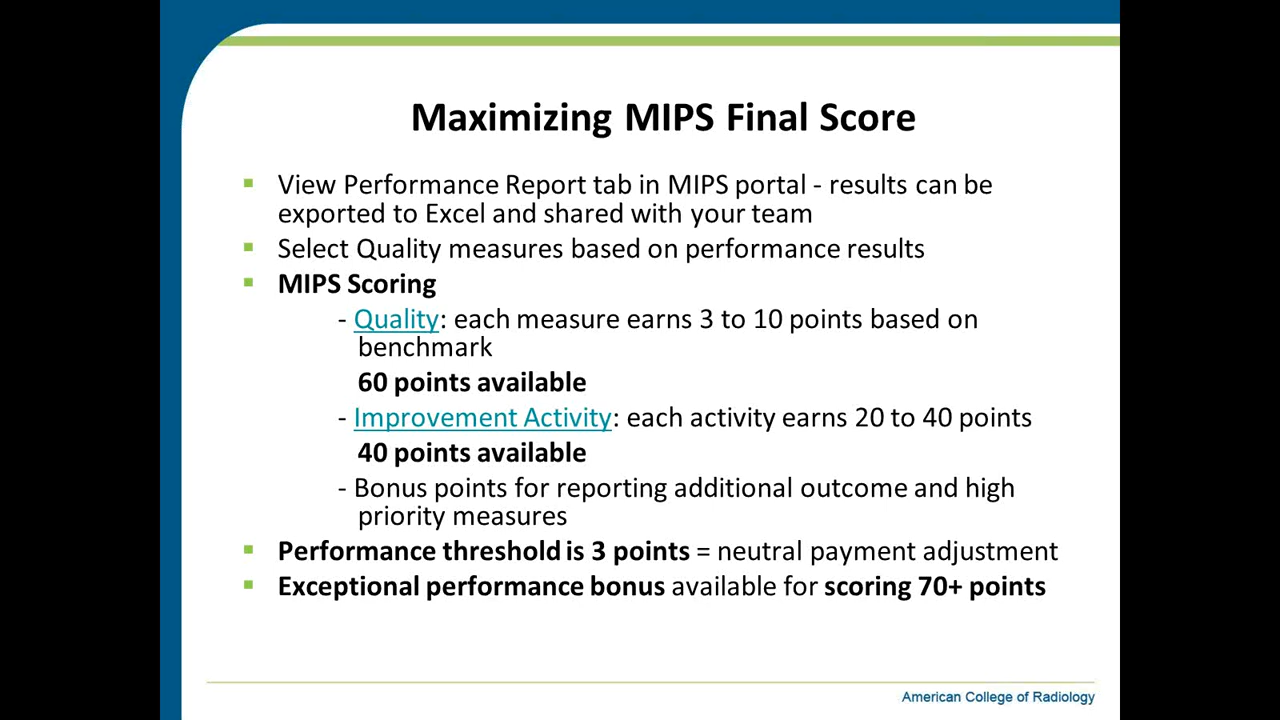 Maximizing MIPS Final Score
View Performance Report tab in MIPS portal - results can be
exported to Excel and shared with your team
Select Quality measures based on performance results
MIPS Scoring
- Quality: each measure earns 3 to 10 points based on
benchmark
60 points available
- Improvement Activity: each activity earns 20 to 40 points
40 points available
- Bonus points for reporting additional outcome and high
priority measures
Performance threshold is 3 points = neutral payment adjustment
Exceptional performance bonus available for scoring 70+ points
American College of Radiology